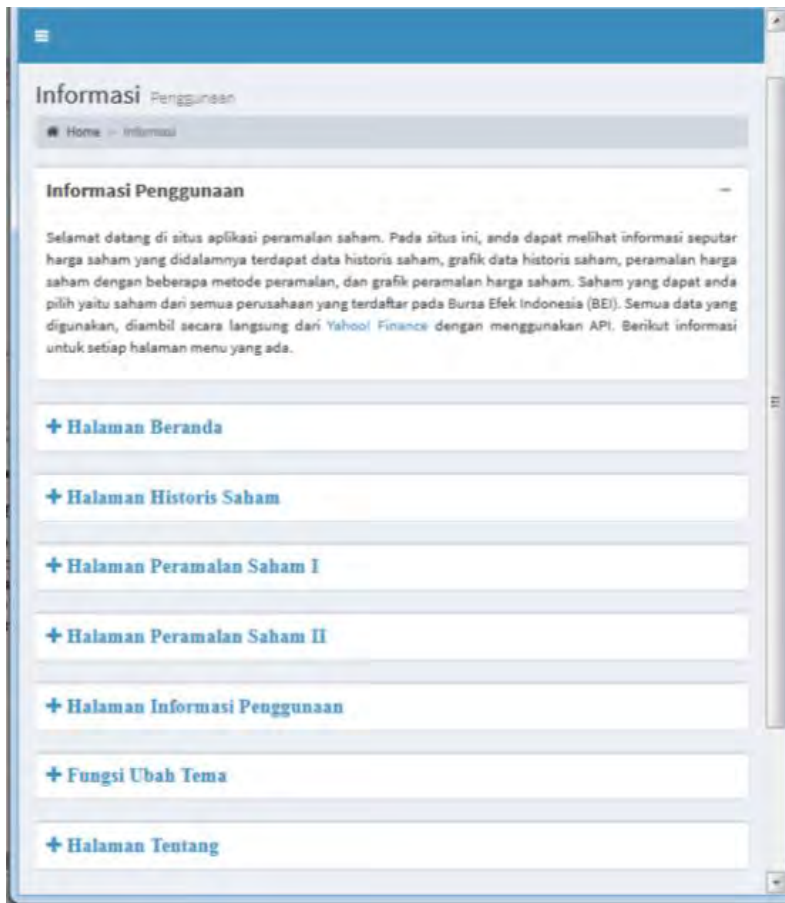 Informasi Penggunaan
Home > Informasi
Informasi Penggunaan
Selamat datang di situs aplikasi peramalan saham. Pada situs ini, anda dapat melihat informasi seputar
harga saham yang didalamnya terdapat data historis saham, grafik data historis saham, peramalan harga
saham dengan beberapa metode peramalan, dan grafik peramalan harga saham. Saham yang dapat anda
pilih yaitu saham dari semua perusahaan yang terdaftar pada Bursa Efek Indonesia (BEI). Semua data yang
digunakan, diambil secara langsung dari Yahoo! Finance dengan menggunakan API. Berikut informasi
untuk setiap halaman menu yang ada.
+ Halaman Beranda
+ Halaman Historis Saham
+ Halaman Peramalan Saham I
+ Halaman Peramalan Saham II
+ Halaman Informasi Penggunaan
+ Fungsi Ubah Tema
+ Halaman Tentang